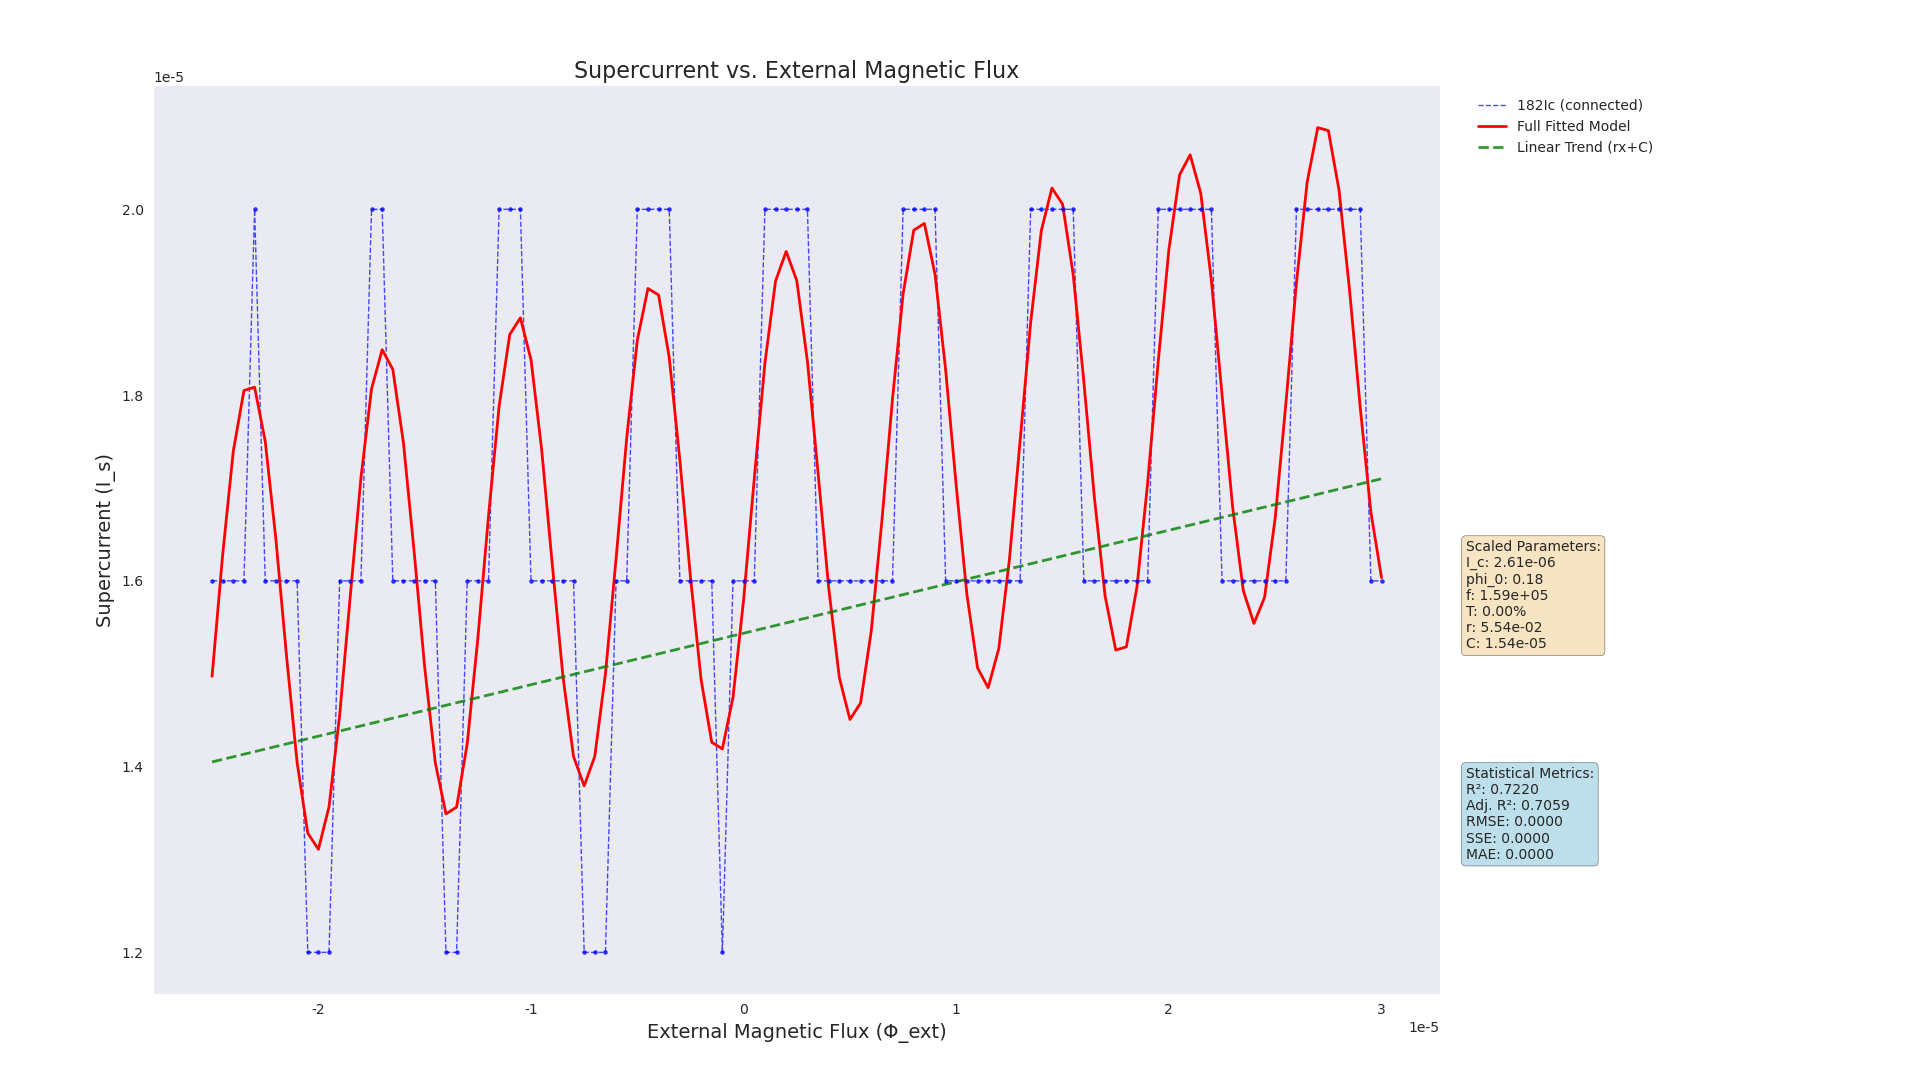 Supercurrent vs. External Magnetic Flux
1e-5
182Ic (connected)
Full Fitted Model
Linear Trend (rx+C)
Supercurrent (I_s)
2.0
1.8
1.6
1.4
1.2
Scaled Parameters:
I_c: 2.61e-06
phi_0: 0.18
f: 1.59e+05
T: 0.00%
r: 5.54e-02
C: 1.54e-05
Statistical Metrics:
R²: 0.7220
Adj. R²: 0.7059
RMSE: 0.0000
SSE: 0.0000
MAE: 0.0000
-2 -1 0 1 2 3
1e-5
External Magnetic Flux (Φ_ext)